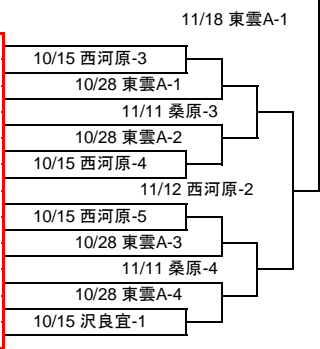 11/18 東雲A-1
10/15 西河原-3
10/28 東雲A-1
11/11 桑原-3
10/28 東雲A-2
10/15 西河原-4
11/12 西河原-2
10/15 西河原-5
10/28 東雲A-3
11/11 桑原-4
10/28 東雲A-4
10/15 沢良宜-1